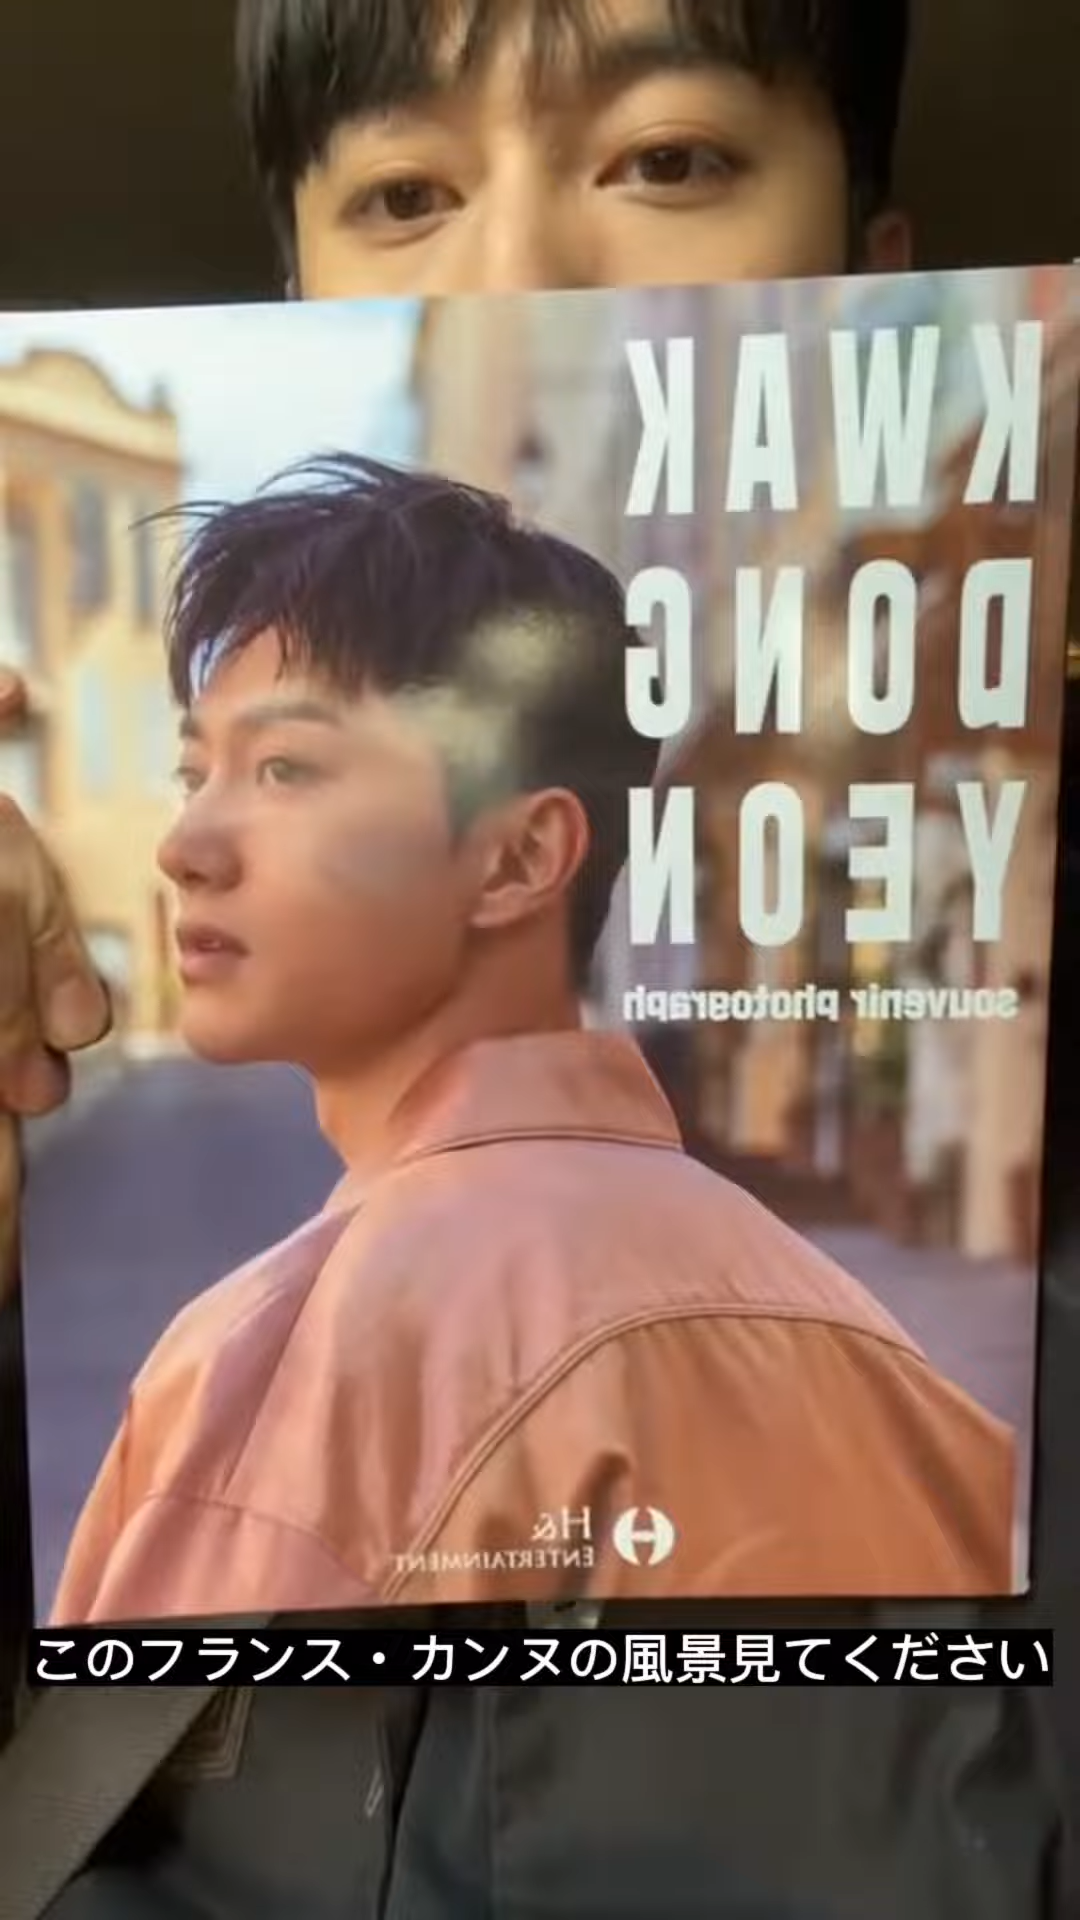 KWAK
DONG
YEON
souvenir photograph
H&
ENTERTAINMENT
このフランス・カンヌの風景見てください